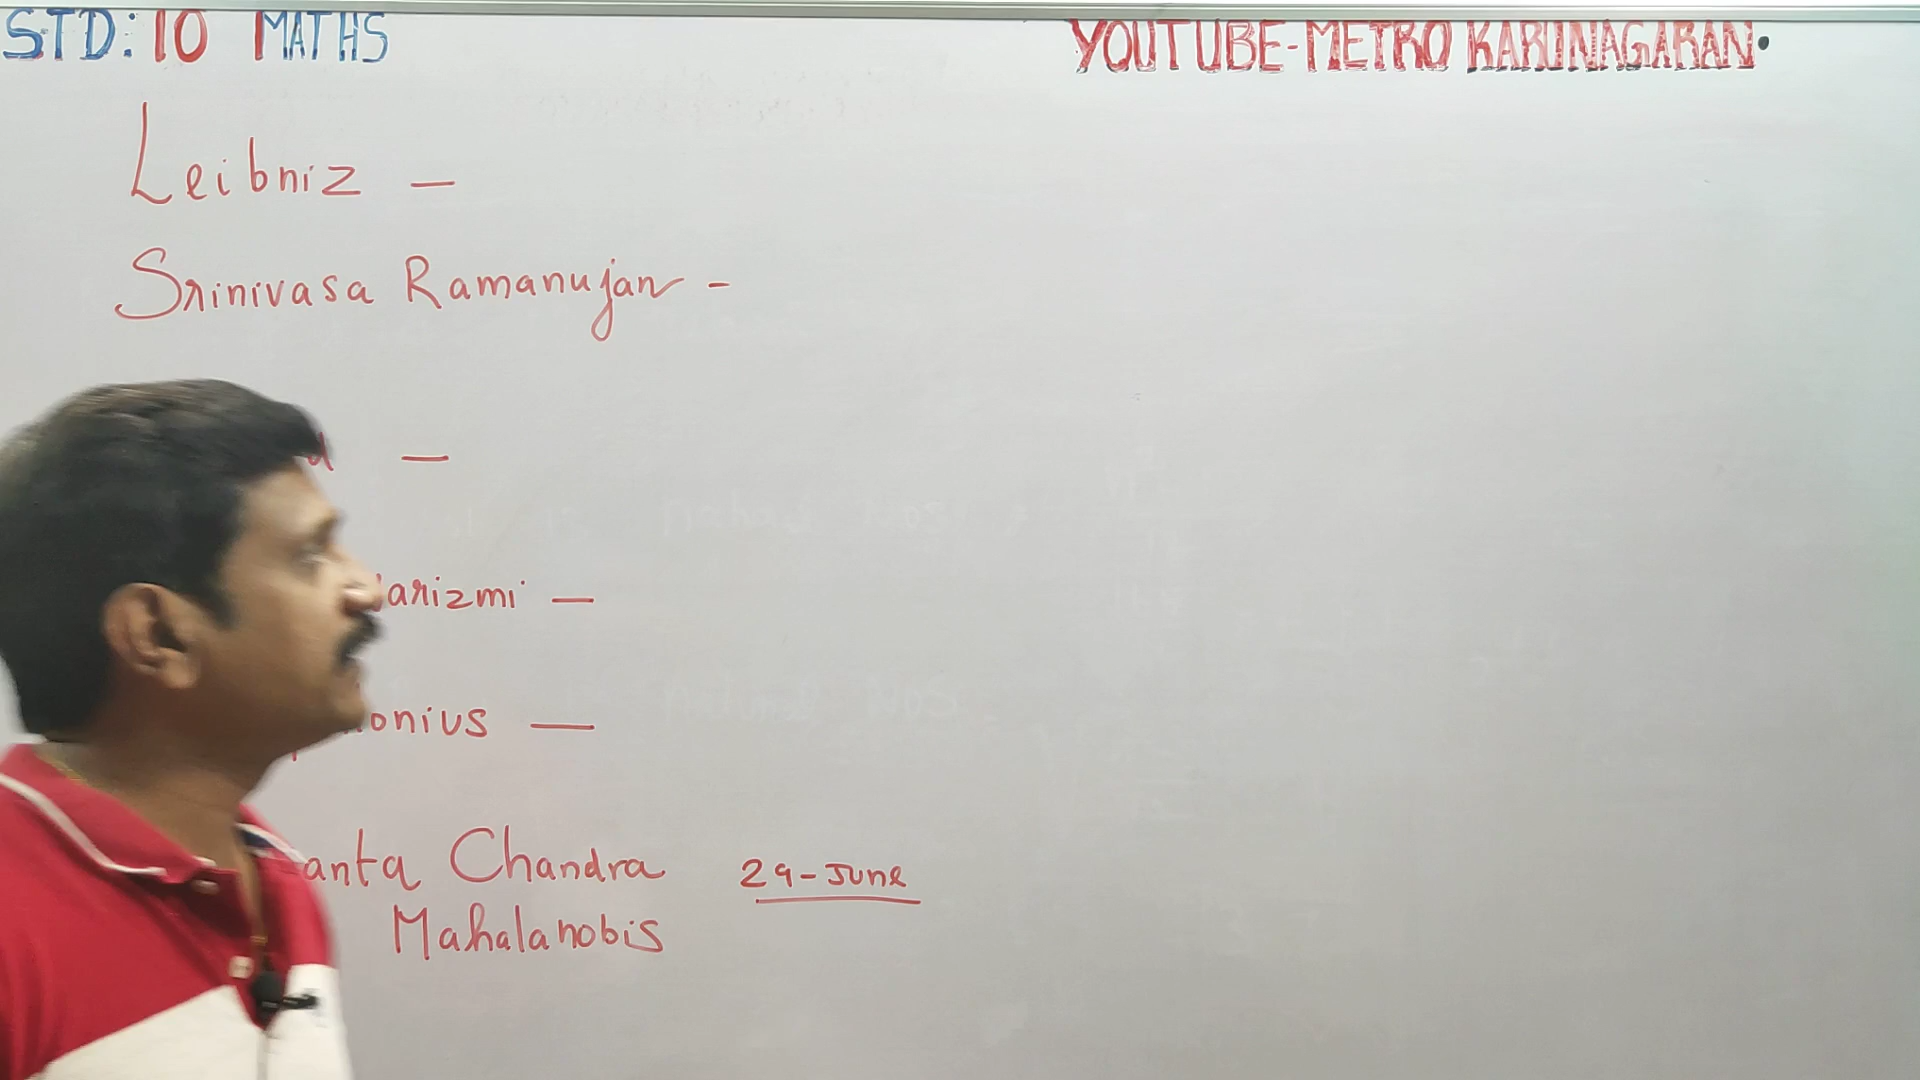 STD: 10 MATHS
YOUTUBE-METRO KARUNAGARAN.
Leibniz —
Srinivasa Ramanujan -
—
arizmi —
onius —
anta Chandra 29-June
Mahalanobis